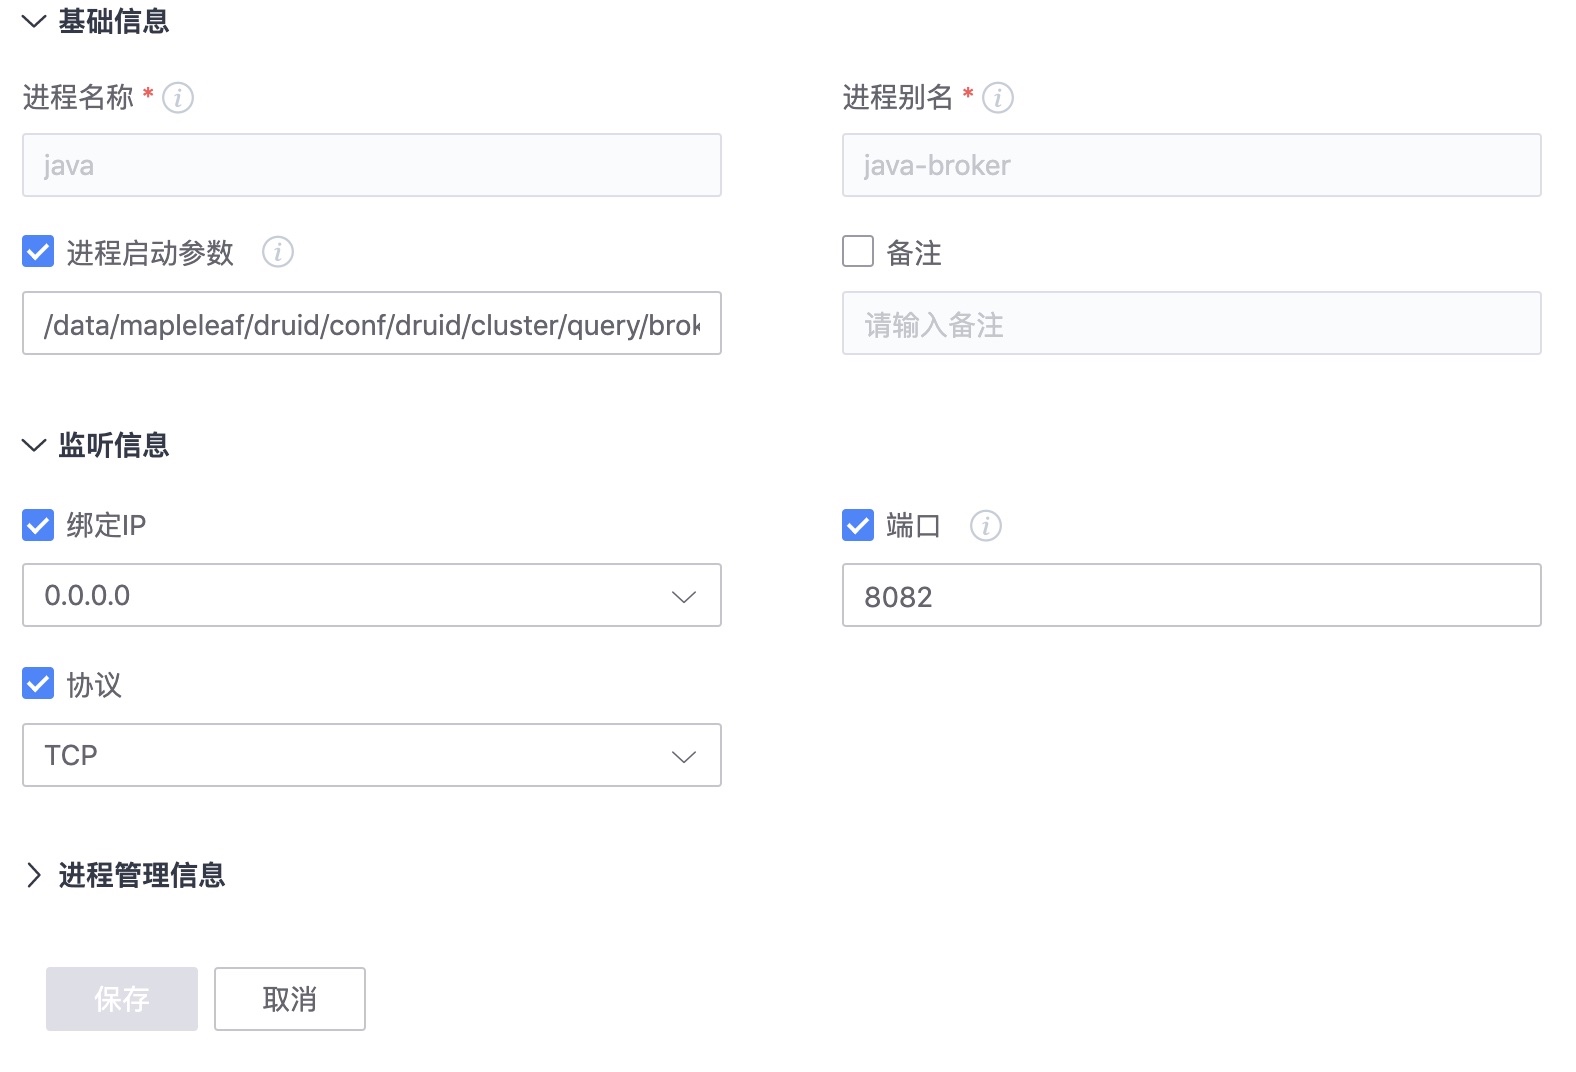 基础信息
进程名称 *
进程别名 *
java
java-broker
进程启动参数
备注
/data/mapleleaf/druid/conf/druid/cluster/query/brok
请输入备注
监听信息
绑定IP
端口
0.0.0.0
8082
协议
TCP
进程管理信息
保存
取消